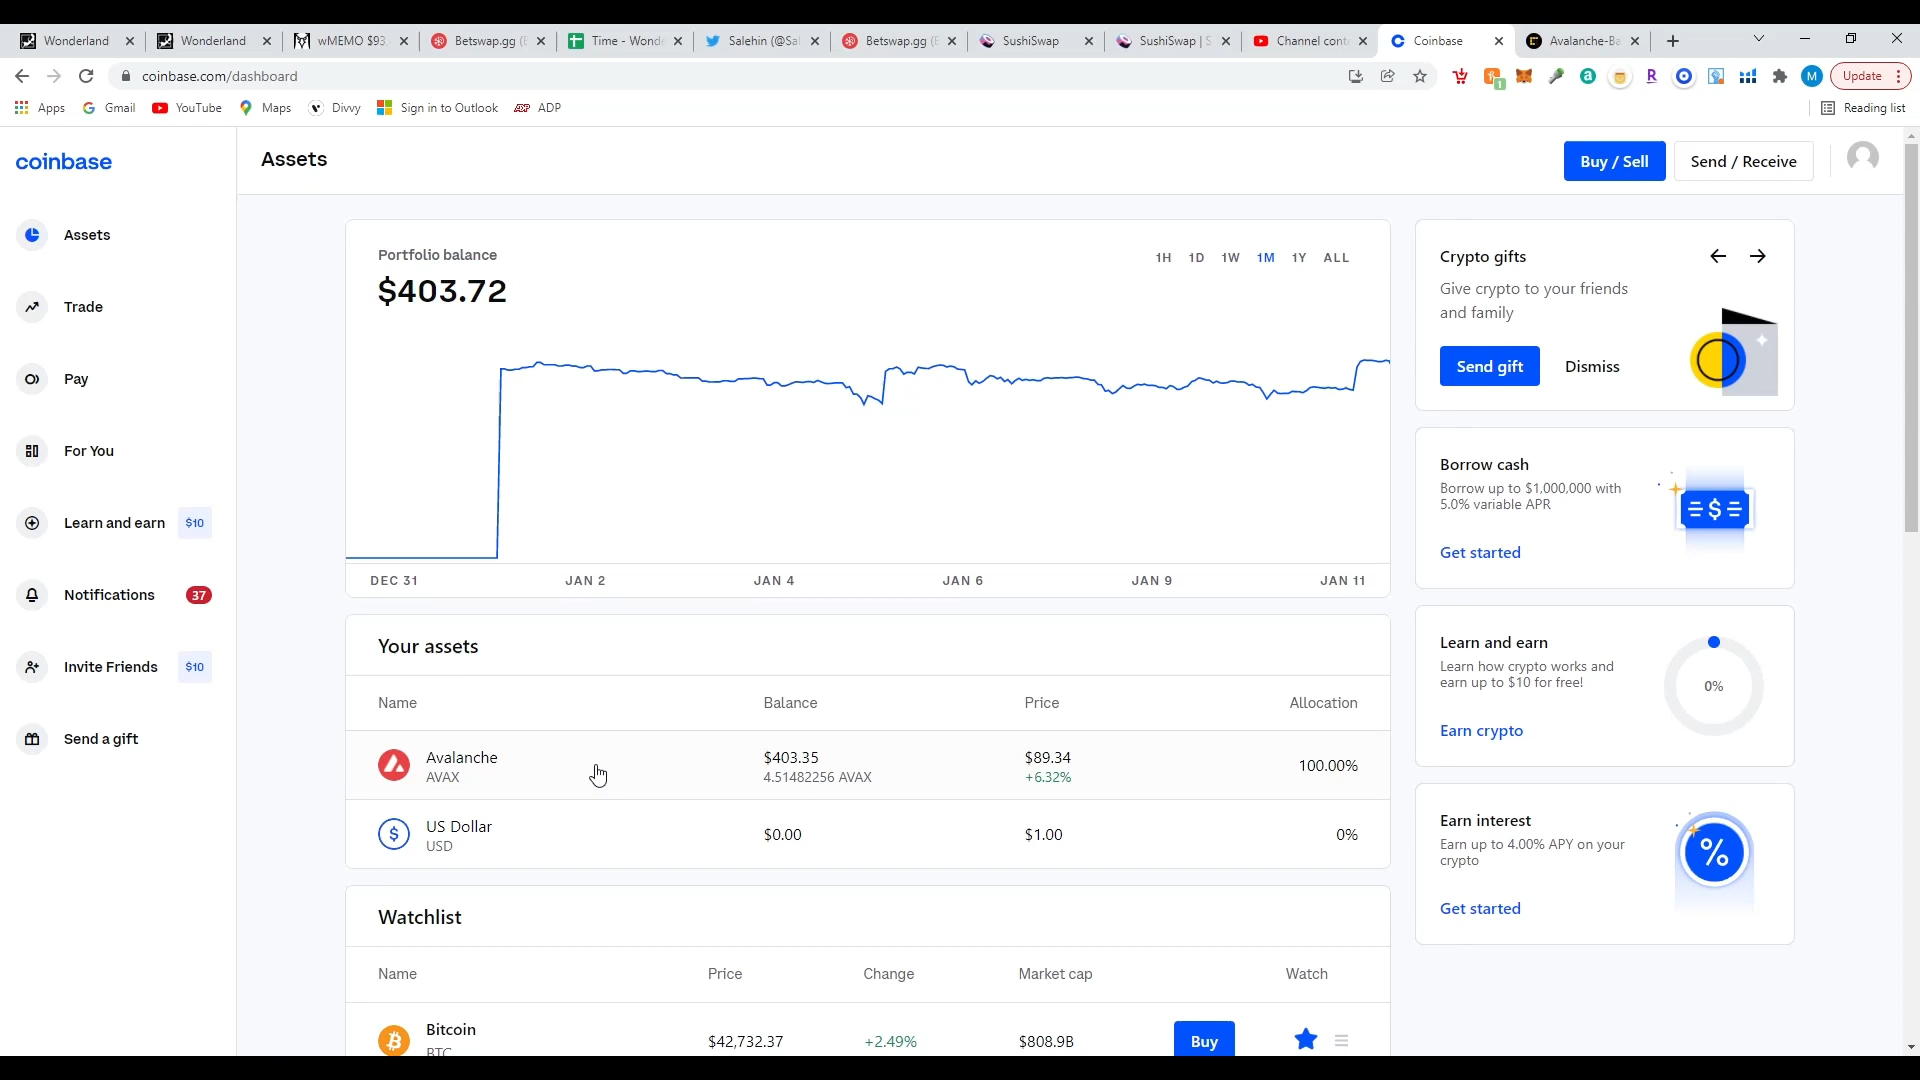 Wonderland
Wonderland
wMEMO $93
Betswap.gg (
Time - Wonde
Salehin (@Sal
Betswap.gg (
SushiSwap
SushiSwap | S
Channel cont
Coinbase
Avalanche-Ba
coinbase.com/dashboard
1
R
M
Update
Apps
Gmail
YouTube
Maps
Divvy
Sign in to Outlook
ADP
Reading list
coinbase
Assets
Buy / Sell
Send / Receive
Assets
Trade
Pay
For You
Learn and earn
$10
Notifications
37
Invite Friends
$10
Send a gift
Portfolio balance
$403.72
1H 1D 1W 1M 1Y ALL
DEC 31
JAN 2
JAN 4
JAN 6
JAN 9
JAN 11
Your assets
Name
Balance
Price
Allocation
Avalanche
AVAX
$403.35
4.51482256 AVAX
$89.34
+6.32%
100.00%
US Dollar
USD
$0.00
$1.00
0%
Watchlist
Name
Price
Change
Market cap
Watch
Bitcoin
BTC
$42,732.37
+2.49%
$808.9B
Buy
Crypto gifts
Give crypto to your friends
and family
Send gift
Dismiss
Borrow cash
Borrow up to $1,000,000 with
5.0% variable APR
Get started
Learn and earn
Learn how crypto works and
earn up to $10 for free!
0%
Earn crypto
Earn interest
Earn up to 4.00% APY on your
crypto
Get started